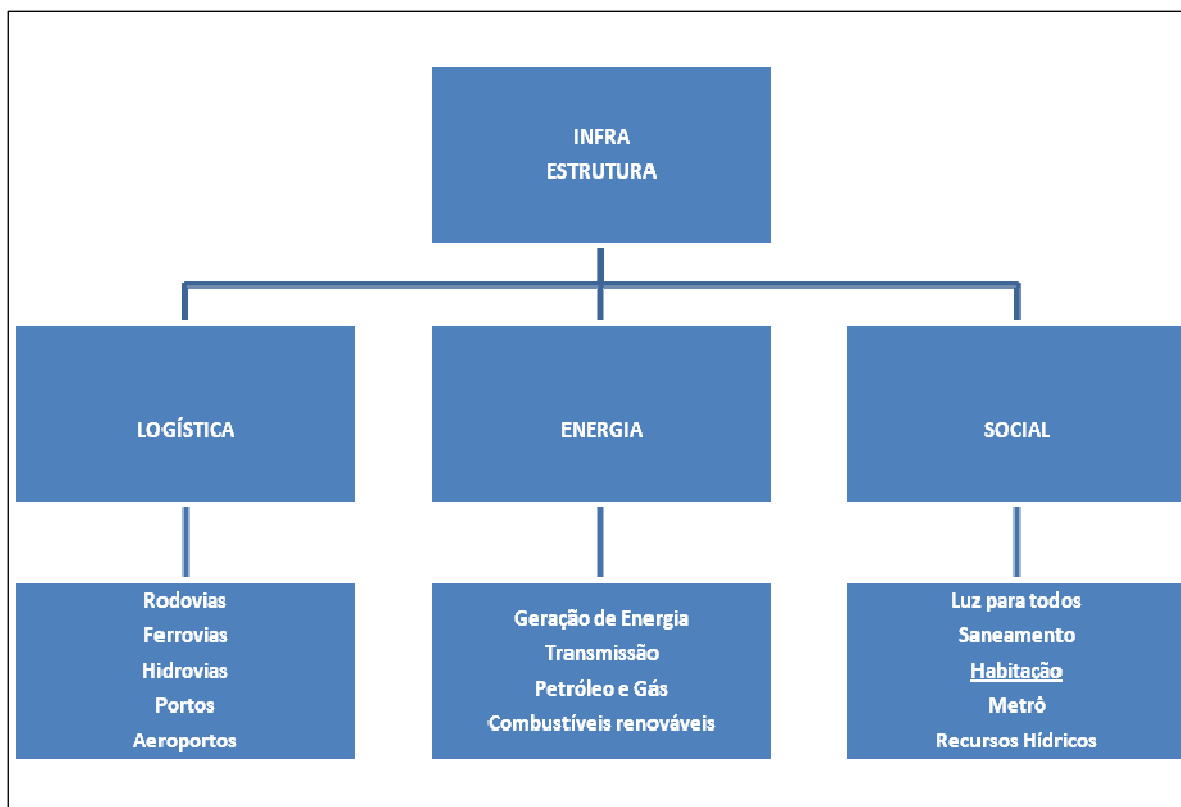 INFRA
ESTRUTURA
LOGÍSTICA
ENERGIA
SOCIAL
Rodovias
Ferrovias
Hidrovias
Portos
Aeroportos
Geração de Energia
Transmissão
Petróleo e Gás
Combustíveis renováveis
Luz para todos
Saneamento
Habitação
Metrô
Recursos Hídricos